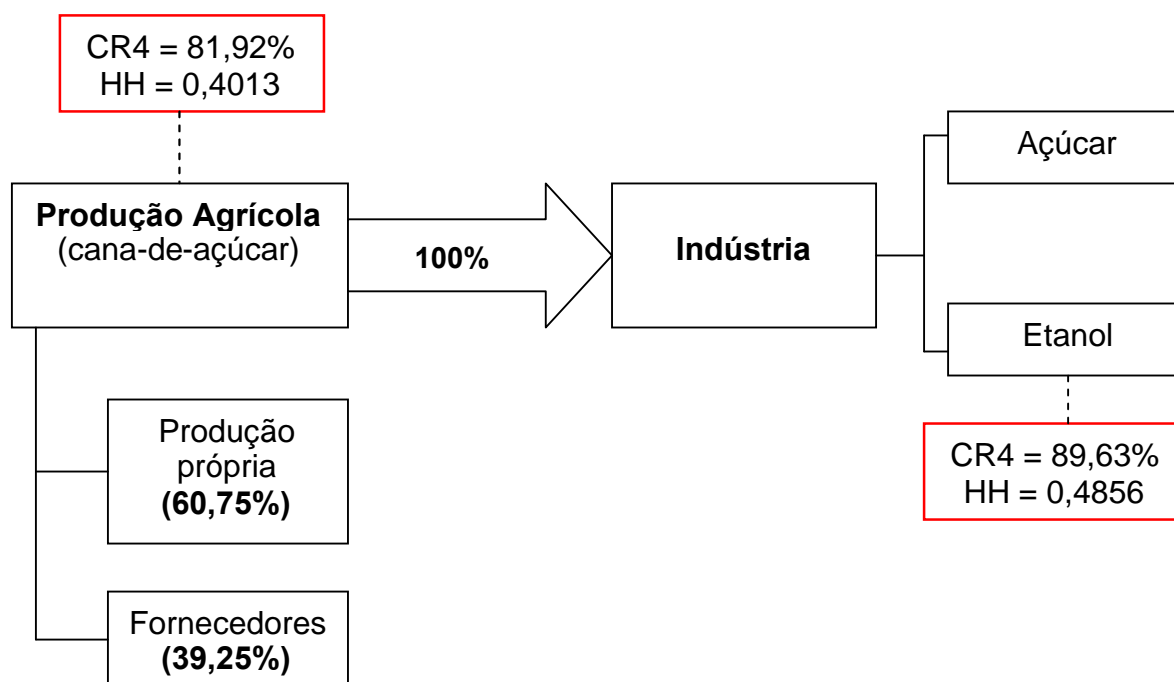 CR4 = 81,92%
HH = 0,4013
Produção Agrícola
(cana-de-açúcar)
100%
Indústria
Açúcar
Etanol
CR4 = 89,63%
HH = 0,4856
Produção
própria
(60,75%)
Fornecedores
(39,25%)